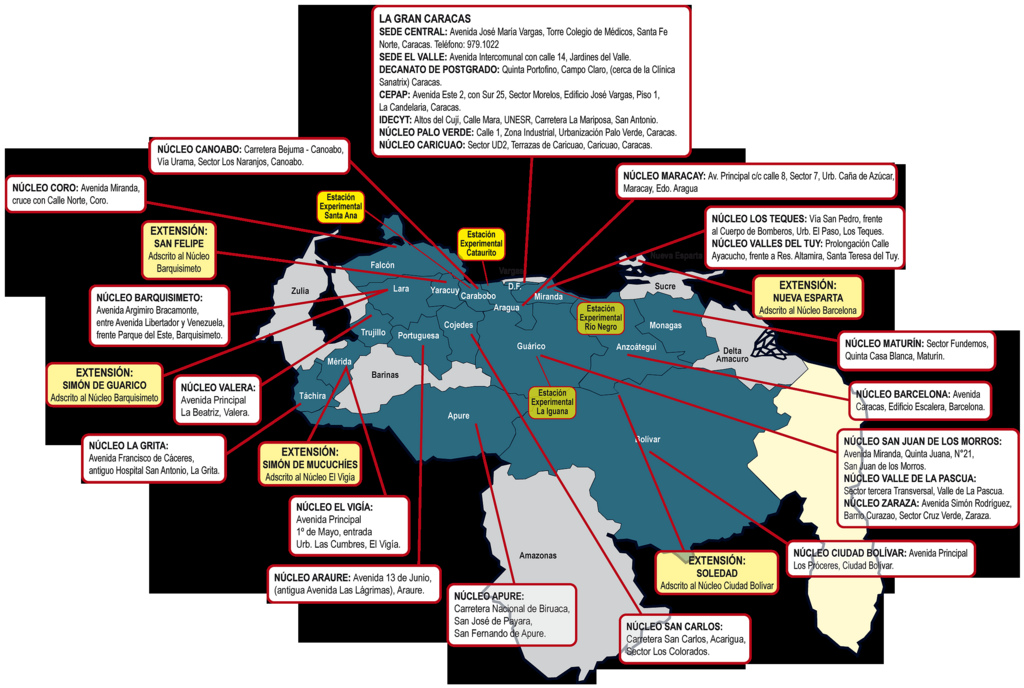 LA GRAN CARACAS
SEDE CENTRAL: Avenida José María Vargas, Torre Colegio de Médicos, Santa Fe
Norte, Caracas. Teléfono: 979.1022
SEDE EL VALLE: Avenida Intercomunal con calle 14, Jardines del Valle.
DECANATO DE POSTGRADO: Quinta Portofino, Campo Claro, (cerca de la Clínica
Sanatrix) Caracas.
CEPAP: Avenida Este 2, con Sur 25, Sector Morelos, Edificio José Vargas, Piso 1,
La Candelaria, Caracas.
IDECYT: Altos del Cují, Calle Mara, UNESR, Carretera La Mariposa, San Antonio.
NÚCLEO PALO VERDE: Calle 1, Zona Industrial, Urbanización Palo Verde, Caracas.
NÚCLEO CARICUAO: Sector UD2, Terrazas de Caricuao, Caricuao, Caracas.
NÚCLEO CANOABO: Carretera Bejuma - Canoabo,
Vía Urama, Sector Los Naranjos, Canoabo.
NÚCLEO MARACAY: Av. Principal c/c calle 8, Sector 7, Urb. Caña de Azúcar,
Maracay, Edo. Aragua
NÚCLEO CORO: Avenida Miranda,
cruce con Calle Norte, Coro.
Estación
Experimental
Santa Ana
NÚCLEO LOS TEQUES: Vía San Pedro, frente
al Cuerpo de Bomberos, Urb. El Paso, Los Teques.
NÚCLEO VALLES DEL TUY: Prolongación Calle
Ayacucho, frente a Res. Altamira, Santa Teresa del Tuy.
EXTENSIÓN:
SAN FELIPE
Adscrito al Núcleo
Barquisimeto
Estación
Experimental
Cataurito
Nueva Esparta
Falcón
Vargas
Zulia
Lara
Yaracuy
Carabobo
D.F.
Aragua
Miranda
Sucre
EXTENSIÓN:
NUEVA ESPARTA
Adscrito al Núcleo Barcelona
NÚCLEO BARQUISIMETO:
Avenida Argimiro Bracamonte,
entre Avenida Libertador y Venezuela,
frente Parque del Este, Barquisimeto.
Estación
Experimental
Río Negro
Trujillo
Portuguesa
Cojedes
Guárico
Anzoátegui
Monagas
Delta
Amacuro
NÚCLEO MATURÍN: Sector Fundemos,
Quinta Casa Blanca, Maturín.
Mérida
Barinas
Táchira
EXTENSIÓN:
SIMÓN DE GUARICO
Adscrito al Núcleo Barquisimeto
NÚCLEO VALERA:
Avenida Principal
La Beatriz, Valera.
Estación
Experimental
La Iguana
Apure
Bolívar
NÚCLEO BARCELONA: Avenida
Caracas, Edificio Escalera, Barcelona.
NÚCLEO LA GRITA:
Avenida Francisco de Cáceres,
antiguo Hospital San Antonio, La Grita.
EXTENSIÓN:
SIMÓN DE MUCUCHÍES
Adscrito al Núcleo El Vigía
NÚCLEO SAN JUAN DE LOS MORROS:
Avenida Miranda, Quinta Juana, N°21,
San Juan de los Morros.
NÚCLEO VALLE DE LA PASCUA:
Sector tercera Transversal, Valle de La Pascua.
NÚCLEO ZARAZA: Avenida Simón Rodríguez,
Barrio Curazao, Sector Cruz Verde, Zaraza.
NÚCLEO EL VIGÍA:
Avenida Principal
1º de Mayo, entrada
Urb. Las Cumbres, El Vigía.
Amazonas
EXTENSIÓN:
SOLEDAD
Adscrito al Núcleo Ciudad Bolívar
NÚCLEO CIUDAD BOLÍVAR: Avenida Principal
Los Próceres, Ciudad Bolívar.
NÚCLEO ARAURE: Avenida 13 de Junio,
(antigua Avenida Las Lágrimas), Araure.
NÚCLEO APURE:
Carretera Nacional de Biruaca,
San José de Payara,
San Fernando de Apure.
NÚCLEO SAN CARLOS:
Carretera San Carlos, Acarigua,
Sector Los Colorados.